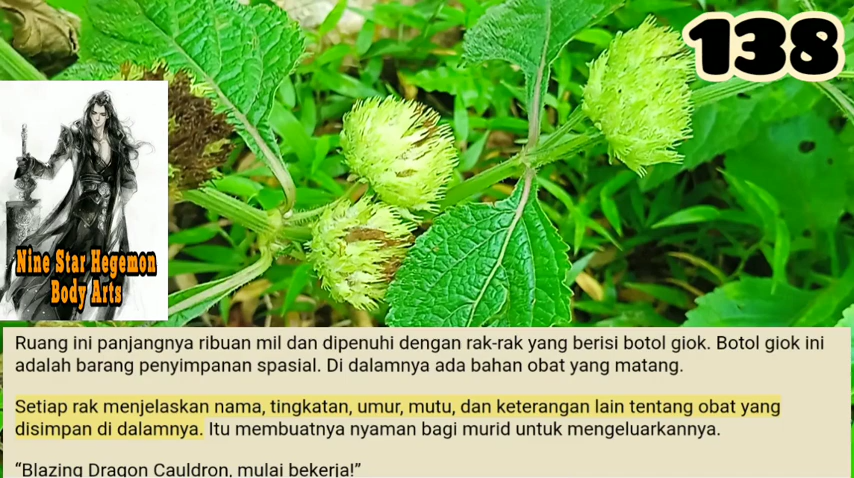 138
Nine Star Hegemon
Body Arts
Ruang ini panjangnya ribuan mil dan dipenuhi dengan rak-rak yang berisi botol giok. Botol giok ini
adalah barang penyimpanan spasial. Di dalamnya ada bahan obat yang matang.
Setiap rak menjelaskan nama, tingkatan, umur, mutu, dan keterangan lain tentang obat yang
disimpan di dalamnya. Itu membuatnya nyaman bagi murid untuk mengeluarkannya.
“Blazing Dragon Cauldron, mulai bekerja!”